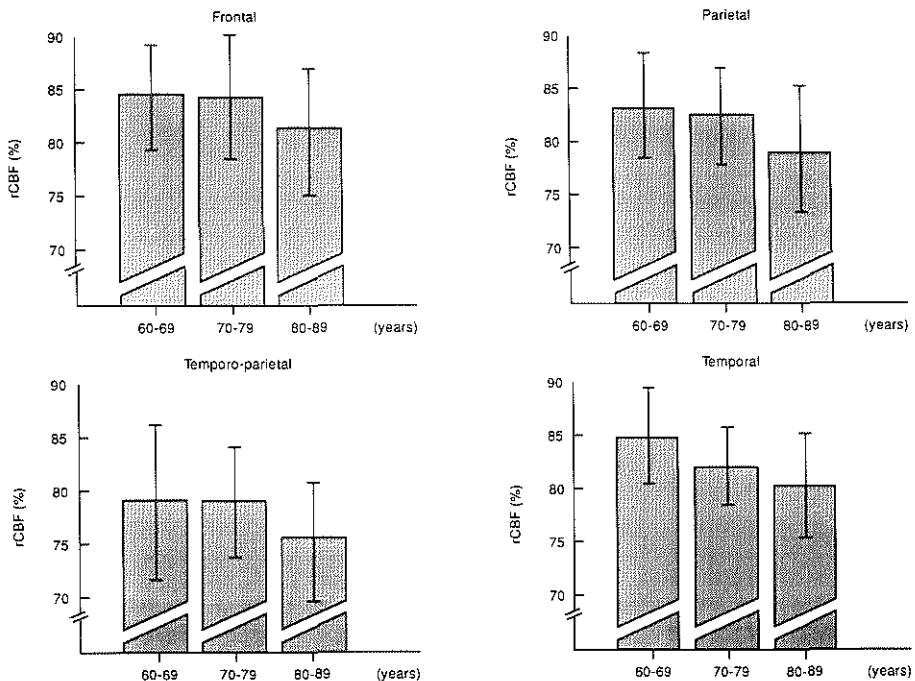 Frontal
90
85
80
75
70
rCBF (%)
60-69 70-79 80-89 (years)
Parietal
90
85
80
75
70
rCBF (%)
60-69 70-79 80-89 (years)
Temporo-parietal
90
85
80
75
70
rCBF (%)
60-69 70-79 80-89 (years)
Temporal
90
85
80
75
70
rCBF (%)
60-69 70-79 80-89 (years)